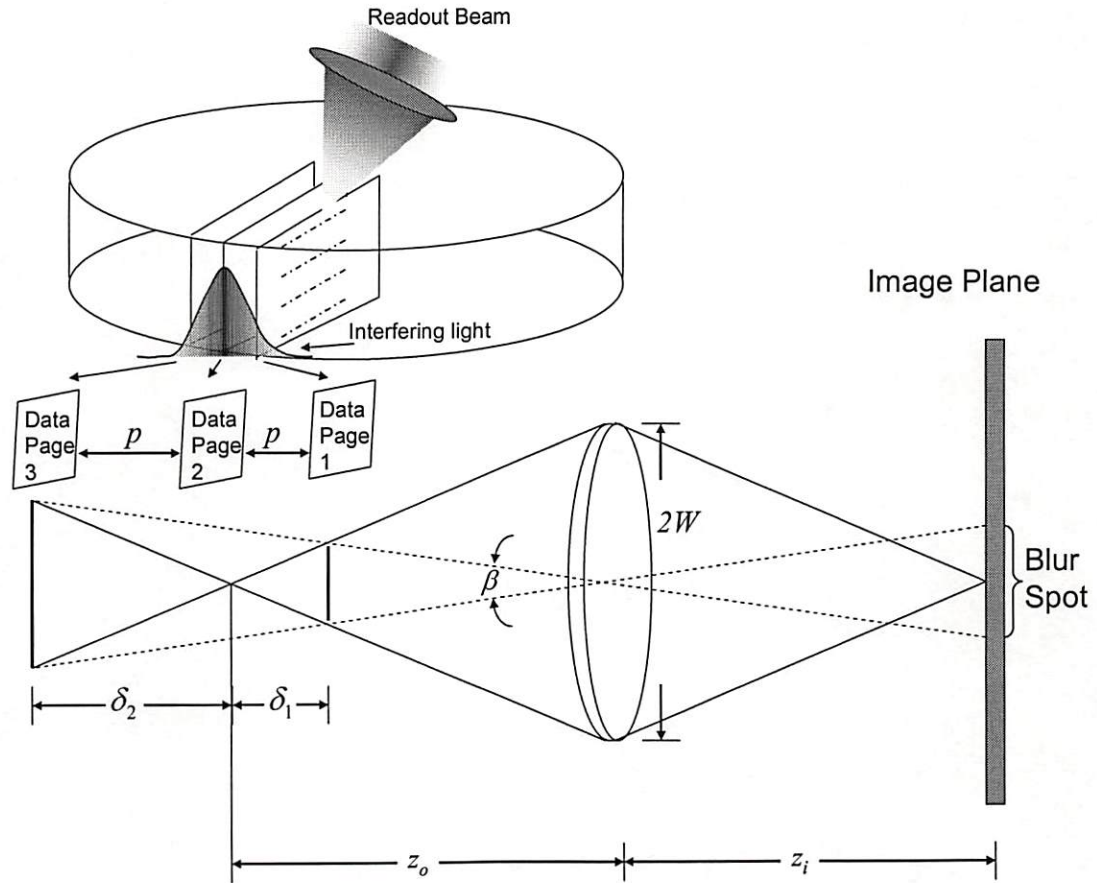 Readout Beam
Interfering light
Image Plane
Data
Page
3
p
Data
Page
2
p
Data
Page
1
2W
β
Blur
Spot
δ₂
δ₁
zₒ
zᵢ